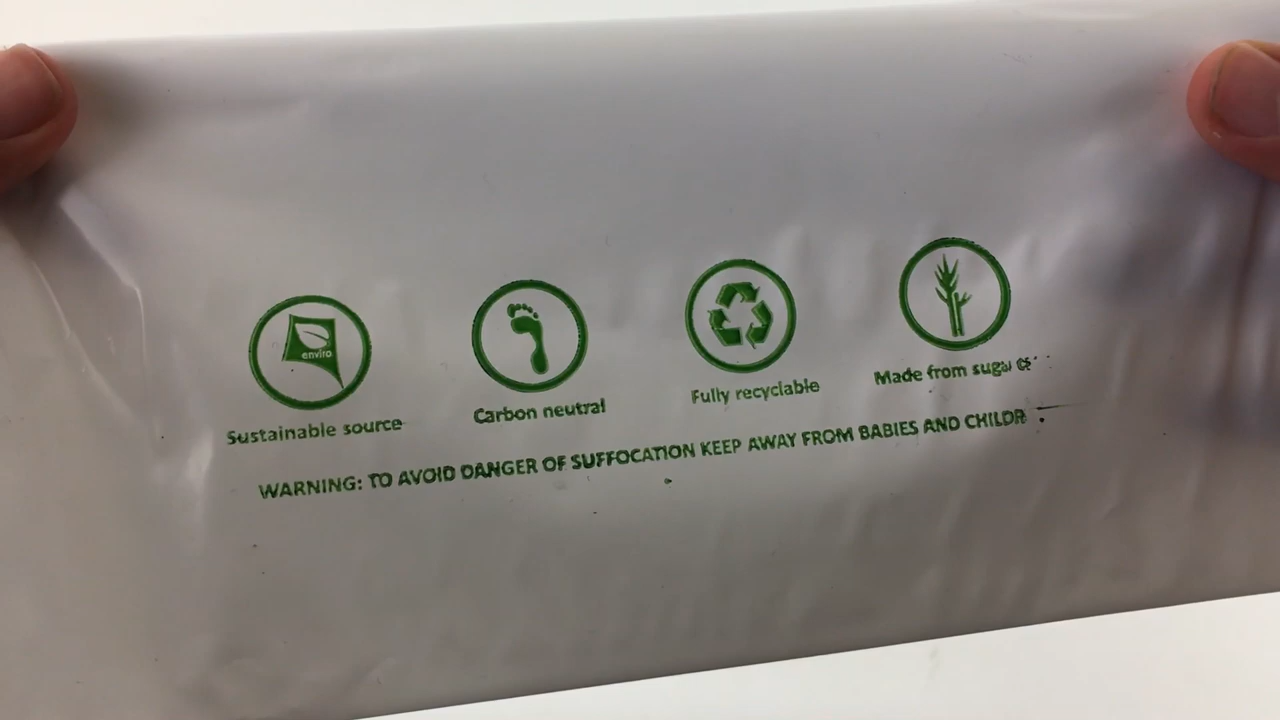 enviro
Sustainable source
Carbon neutral
Fully recyclable
Made from
WARNING: TO AVOID DANGER OF SUFFOCATION KEEP AWAY FROM BABIES AND CHILDR